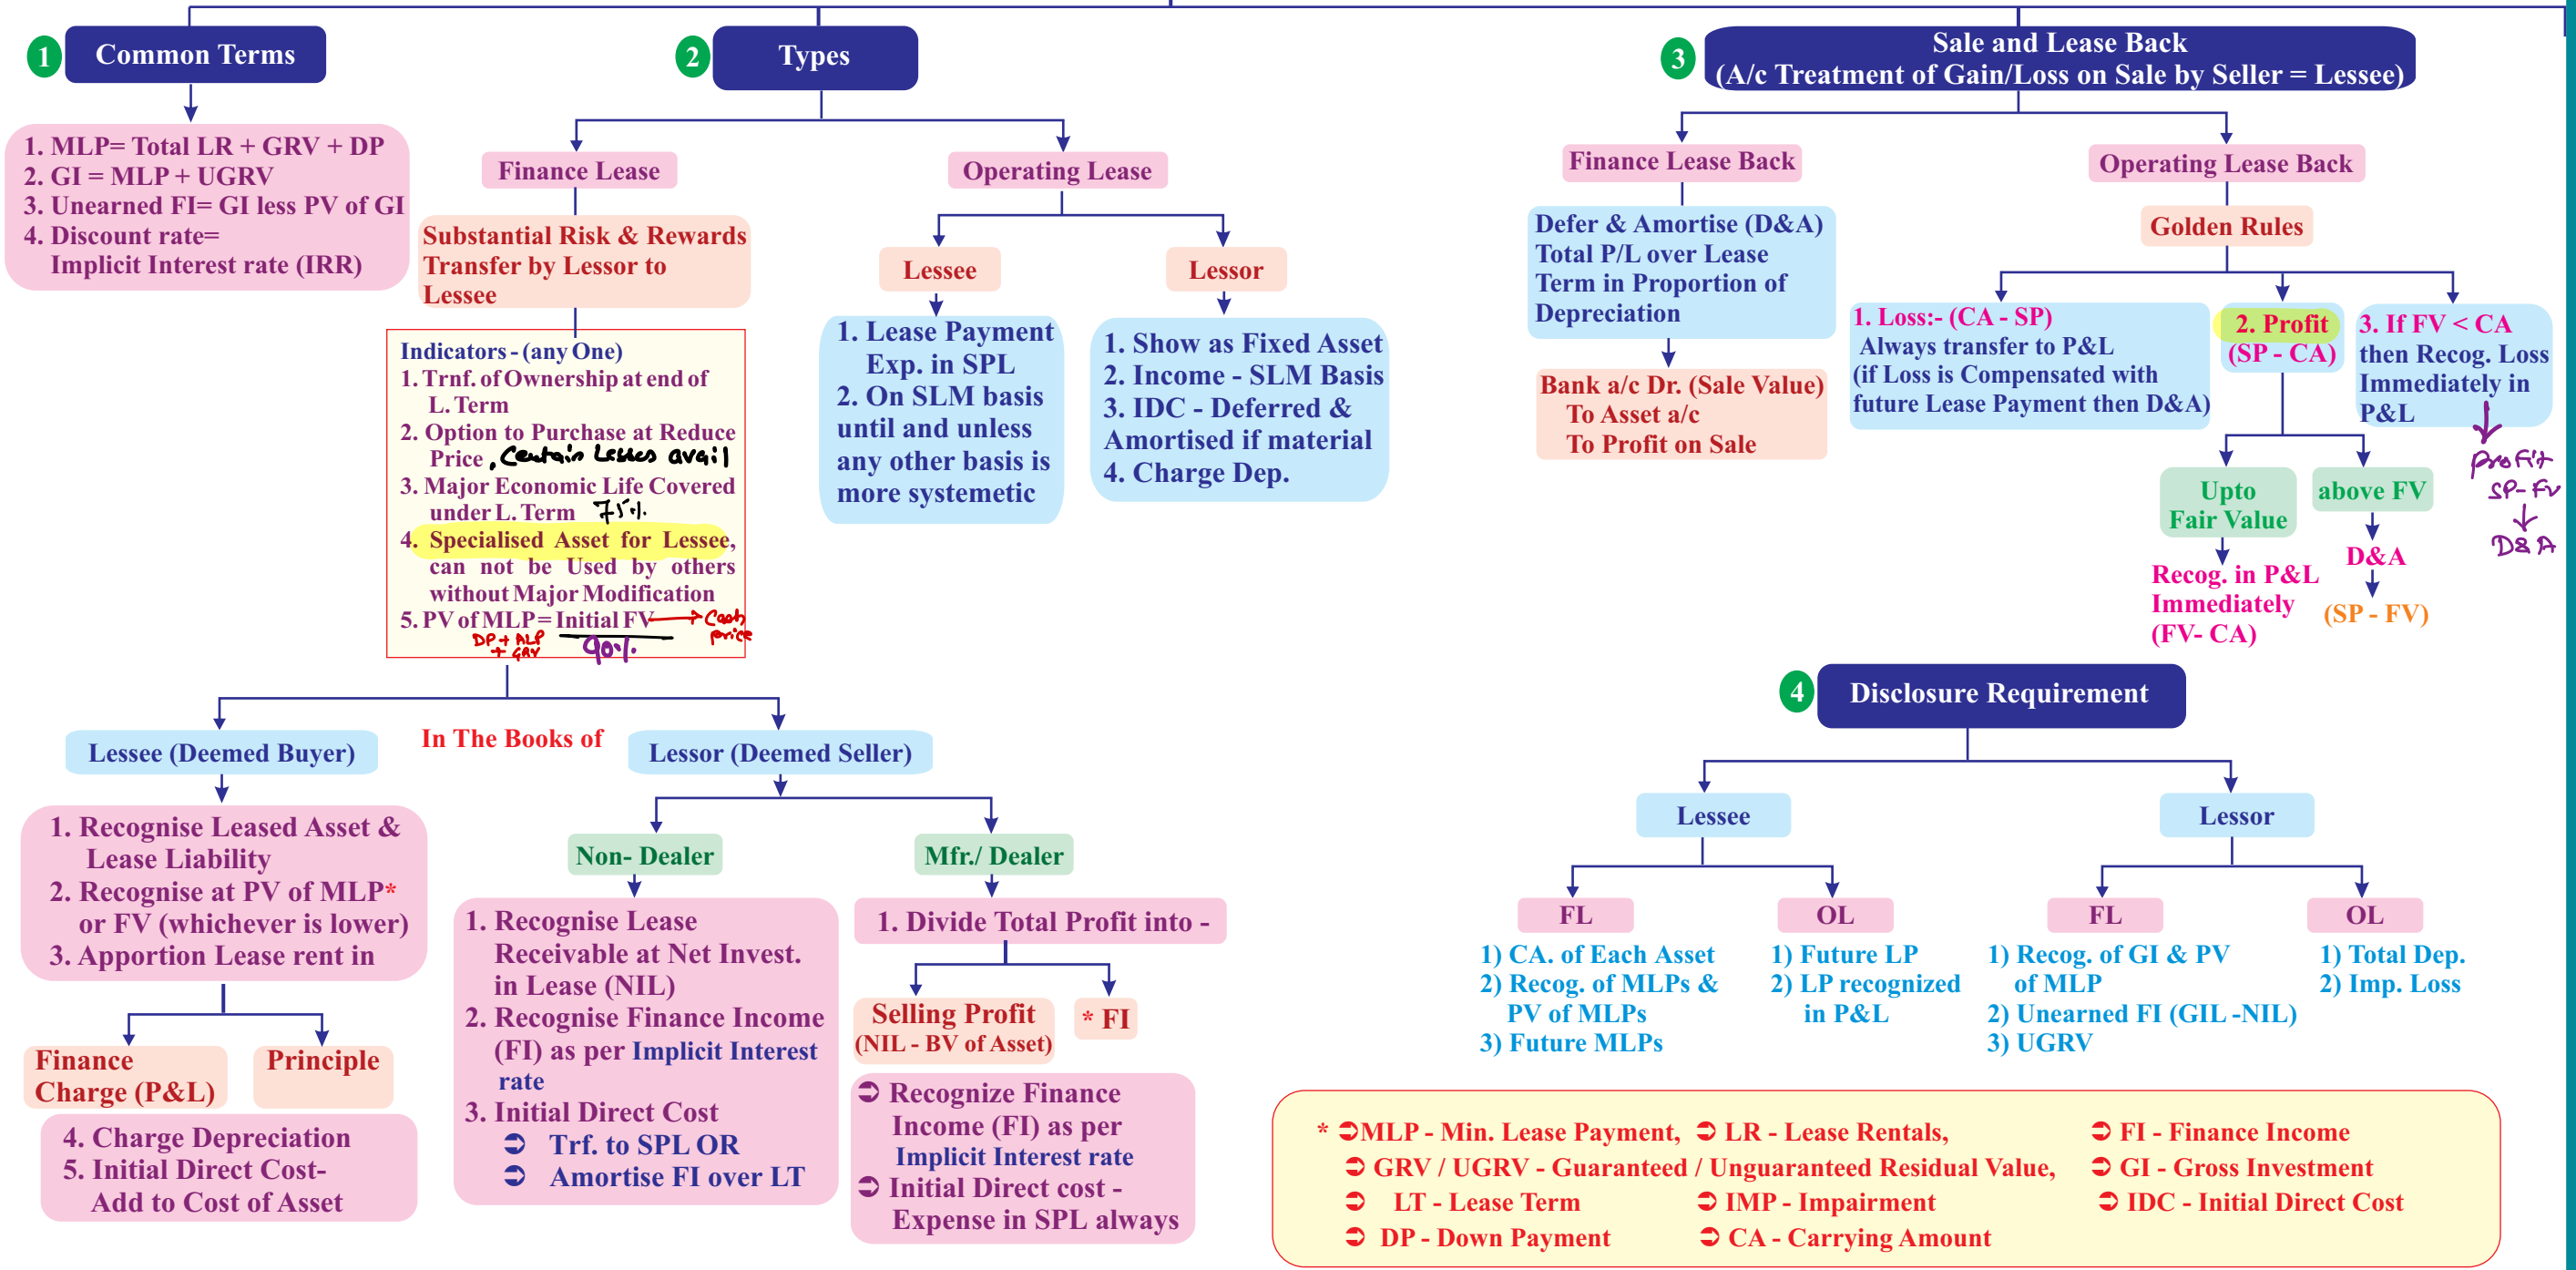 1
Common Terms
1. MLP= Total LR + GRV + DP
2. GI = MLP + UGRV
3. Unearned FI= GI less PV of GI
4. Discount rate=
Implicit Interest rate (IRR)
2
Types
Finance Lease
Substantial Risk & Rewards
Transfer by Lessor to
Lessee
Indicators - (any One)
1. Trnf. of Ownership at end of
L. Term
2. Option to Purchase at Reduce
Price , Certain Lessee avail
3. Major Economic Life Covered
under L. Term 75%
4. Specialised Asset for Lessee,
can not be Used by others
without Major Modification
5. PV of MLP = Initial FV → Cash
price
DP + ALP
+ GRV
90%
Operating Lease
Lessee
1. Lease Payment
Exp. in SPL
2. On SLM basis
until and unless
any other basis is
more systemetic
Lessor
1. Show as Fixed Asset
2. Income - SLM Basis
3. IDC - Deferred &
Amortised if material
4. Charge Dep.
In The Books of
Lessee (Deemed Buyer)
1. Recognise Leased Asset &
Lease Liability
2. Recognise at PV of MLP*
or FV (whichever is lower)
3. Apportion Lease rent in
Finance
Charge (P&L)
Principle
4. Charge Depreciation
5. Initial Direct Cost-
Add to Cost of Asset
Lessor (Deemed Seller)
Non- Dealer
1. Recognise Lease
Receivable at Net Invest.
in Lease (NIL)
2. Recognise Finance Income
(FI) as per Implicit Interest
rate
3. Initial Direct Cost
➲ Trf. to SPL OR
➲ Amortise FI over LT
Mfr./ Dealer
1. Divide Total Profit into -
Selling Profit
(NIL - BV of Asset)
* FI
➲ Recognize Finance
Income (FI) as per
Implicit Interest rate
➲ Initial Direct cost -
Expense in SPL always
3
Sale and Lease Back
(A/c Treatment of Gain/Loss on Sale by Seller = Lessee)
Finance Lease Back
Defer & Amortise (D&A)
Total P/L over Lease
Term in Proportion of
Depreciation
Bank a/c Dr. (Sale Value)
To Asset a/c
To Profit on Sale
Operating Lease Back
Golden Rules
1. Loss:- (CA - SP)
Always transfer to P&L
(if Loss is Compensated with
future Lease Payment then D&A)
2. Profit
(SP - CA)
Upto
Fair Value
Recog. in P&L
Immediately
(FV- CA)
above FV
D&A
(SP - FV)
3. If FV < CA
then Recog. Loss
Immediately in
P&L
Profit
SP - FV
D&A
4
Disclosure Requirement
Lessee
FL
1) CA. of Each Asset
2) Recog. of MLPs &
PV of MLPs
3) Future MLPs
OL
1) Future LP
2) LP recognized
in P&L
Lessor
FL
1) Recog. of GI & PV
of MLP
2) Unearned FI (GIL -NIL)
3) UGRV
OL
1) Total Dep.
2) Imp. Loss
* ➲MLP - Min. Lease Payment, ➲ LR - Lease Rentals, ➲ FI - Finance Income
➲ GRV / UGRV - Guaranteed / Unguaranteed Residual Value, ➲ GI - Gross Investment
➲ LT - Lease Term ➲ IMP - Impairment ➲ IDC - Initial Direct Cost
➲ DP - Down Payment ➲ CA - Carrying Amount